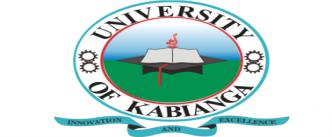 UNIVERSITY
OF KABIANGA
INNOVATION
AND
EXCELLENCE